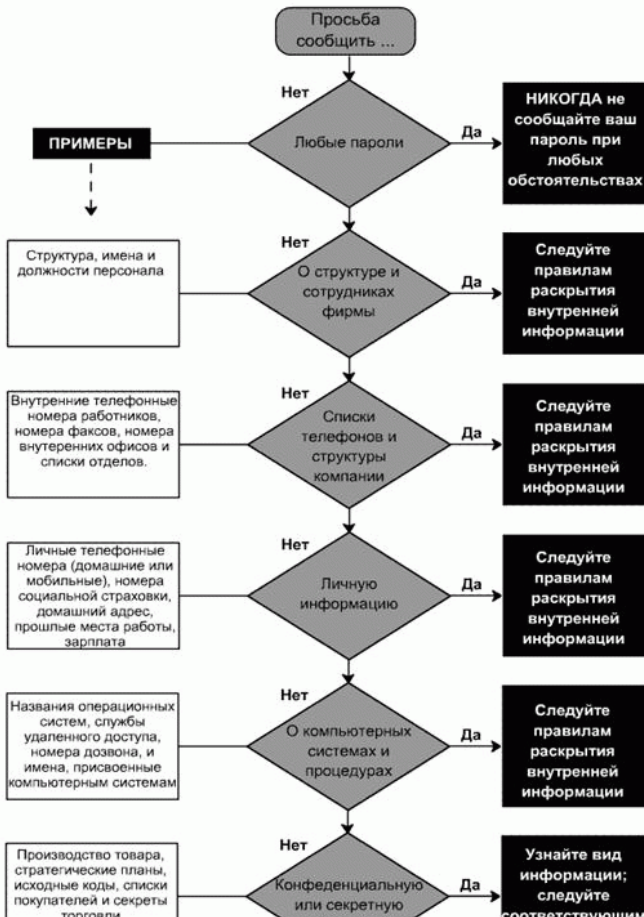 Просьба
сообщить ...
Нет
Любые пароли
Да
НИКОГДА не
сообщайте ваш
пароль при
любых
обстоятельствах
ПРИМЕРЫ
Структура, имена и
должности персонала
Нет
О структуре и
сотрудниках
фирмы
Да
Следуйте
правилам
раскрытия
внутренней
информации
Внутренние телефонные
номера работников,
номера факсов, номера
внутеренних офисов и
списки отделов.
Нет
Списки
телефонов и
структуры
компании
Да
Следуйте
правилам
раскрытия
внутренней
информации
Личные телефонные
номера (домашние или
мобильные), номера
социальной страховки,
домашний адрес,
прошлые места работы,
зарплата
Нет
Личную
информацию
Да
Следуйте
правилам
раскрытия
внутренней
информации
Названия операционных
систем, службы
удаленного доступа,
номера дозвона, и
имена, присвоенные
компьютерным системам
Нет
О компьютерных
системах и
процедурах
Да
Следуйте
правилам
раскрытия
внутренней
информации
Производство товара,
стратегические планы,
исходные коды, списки
покупателей и секреты
торговли
Нет
Конфеденциальную
или секретную
Да
Узнайте вид
информации;
следуйте